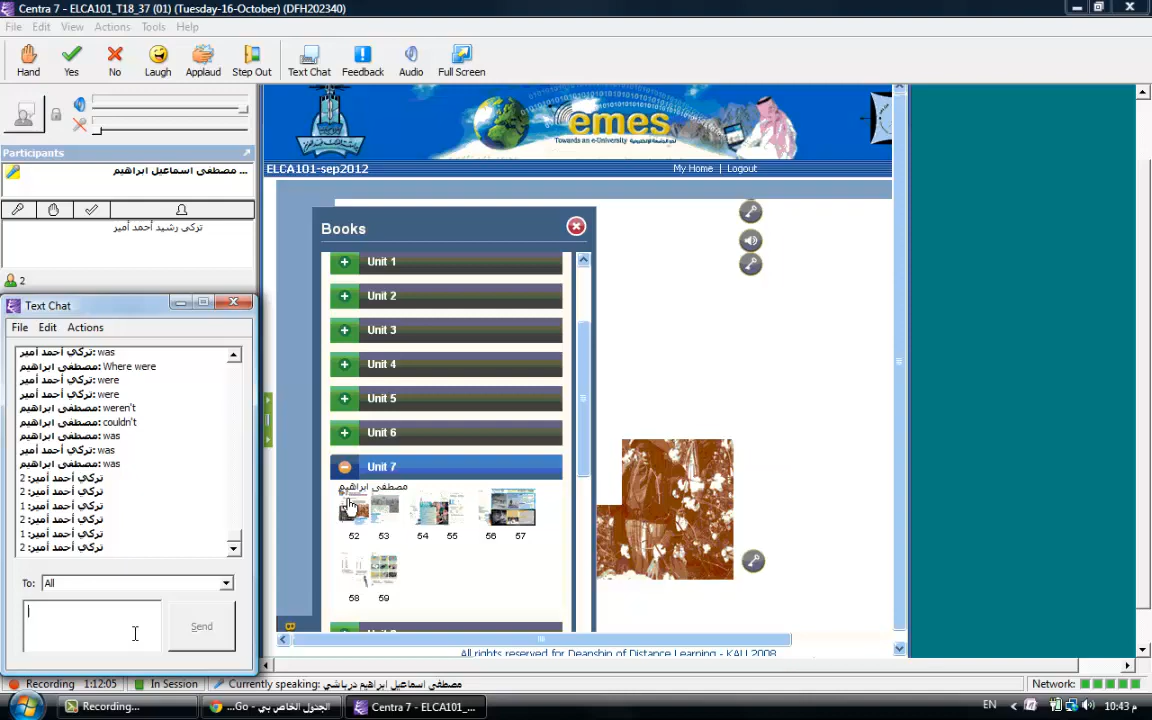 Centra 7 - ELCA101_T18_37 (01) (Tuesday-16-October) (DFH202340)
File Edit View Actions Tools Help
Hand Yes No Laugh Applaud Step Out Text Chat Feedback Audio Full Screen
emes
Towards an e-University
ELCA101-sep2012
My Home | Logout
Participants
مصطفى اسماعيل ابراهيم ...
تركى رشيد أحمد أمير
2
Books
Unit 1
Unit 2
Unit 3
Unit 4
Unit 5
Unit 6
Unit 7
مصطفى ابراهيم
52 53 54 55 56 57
58 59
Text Chat
File Edit Actions
تركي أحمد أمير: was
مصطفى ابراهيم: Where were
تركي أحمد أمير: were
تركي أحمد أمير: were
مصطفى ابراهيم: weren't
مصطفى ابراهيم: couldn't
مصطفى ابراهيم: was
تركي أحمد أمير: was
مصطفى ابراهيم: was
تركي أحمد أمير: 2
تركي أحمد أمير: 2
تركي أحمد أمير: 1
تركي أحمد أمير: 2
تركي أحمد أمير: 1
تركي أحمد أمير: 2
To: All
Send
All rights reserved for Deanship of Distance Learning - KAU 2008
Recording 1:12:05 In Session Currently speaking: مصطفى اسماعيل ابراهيم درباشي Network:
Recording... الجدول الخاص بي - Go... Centra 7 - ELCA101_... EN 10:43 م